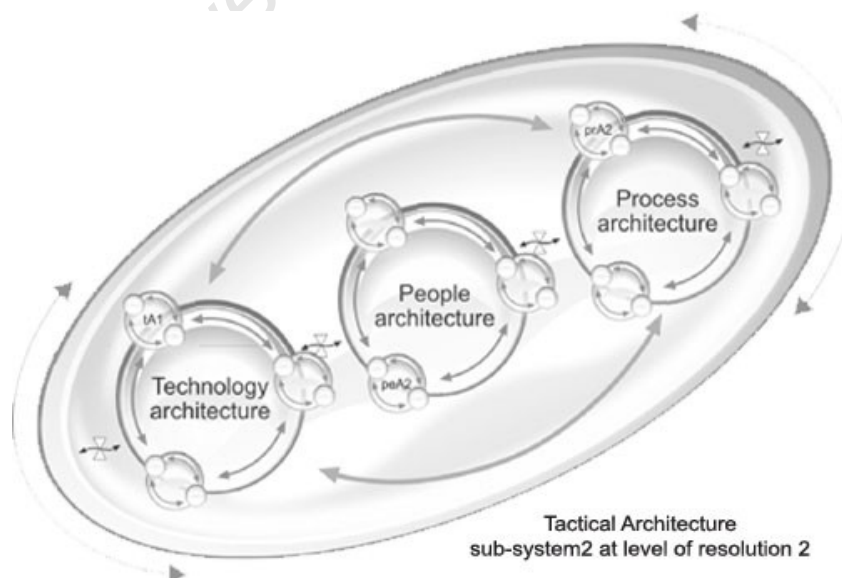 prA2
Process
architecture
People
architecture
tA1
peA2
Technology
architecture
Tactical Architecture
sub-system2 at level of resolution 2